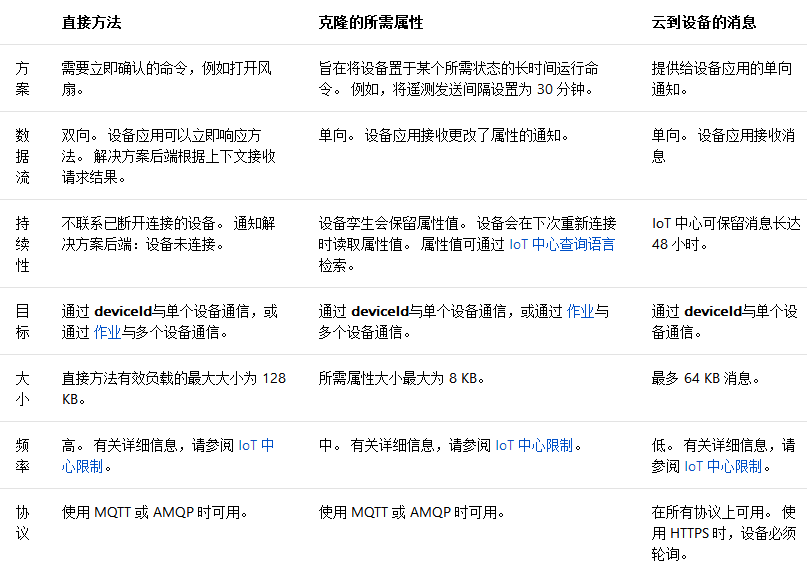 直接方法 克隆的所需属性 云到设备的消息
方案
需要立即确认的命令，例如打开风
扇。
旨在将设备置于某个所需状态的长时间运行命
令。 例如，将遥测发送间隔设置为 30 分钟。
提供给设备应用的单向
通知。
数据流
双向。 设备应用可以立即响应方
法。 解决方案后端根据上下文接收
请求结果。
单向。 设备应用接收更改了属性的通知。
单向。 设备应用接收消
息
持续性
不联系已断开连接的设备。 通知解
决方案后端：设备未连接。
设备孪生会保留属性值。 设备会在下次重新连接
时读取属性值。 属性值可通过 IoT 中心查询语言
检索。
IoT 中心可保留消息长达
48 小时。
目标
通过 deviceId与单个设备通信，或
通过 作业与多个设备通信。
通过 deviceId与单个设备通信，或通过 作业与
多个设备通信。
通过 deviceId与单个设
备通信。
大小
直接方法有效负载的最大大小为 128
KB。
所需属性大小最大为 8 KB。
最多 64 KB 消息。
频率
高。 有关详细信息，请参阅 IoT 中
心限制。
中。 有关详细信息，请参阅 IoT 中心限制。
低。 有关详细信息，请
参阅 IoT 中心限制。
协议
使用 MQTT 或 AMQP 时可用。
使用 MQTT 或 AMQP 时可用。
在所有协议上可用。 使
用 HTTPS 时，设备必须
轮询。